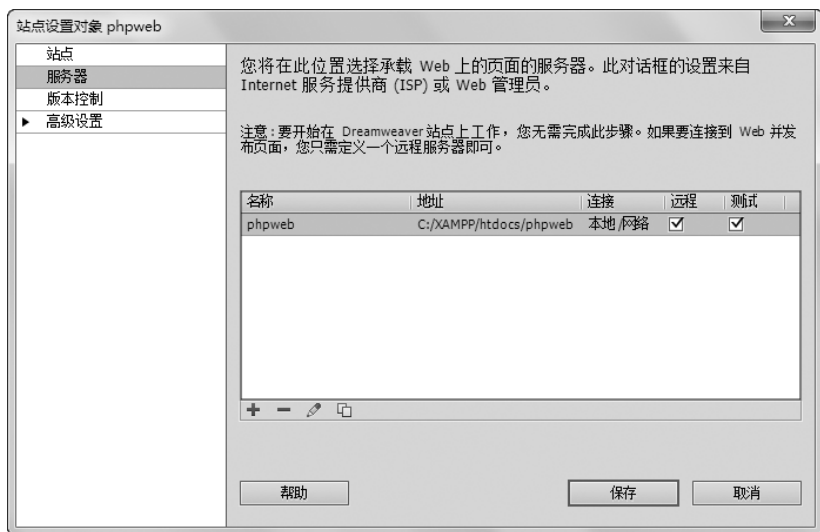 站点设置对象 phpweb
站点
服务器
版本控制
高级设置
您将在此位置选择承载 Web 上的页面的服务器。此对话框的设置来自
Internet 服务提供商 (ISP) 或 Web 管理员。
注意:要开始在 Dreamweaver 站点上工作，您无需完成此步骤。如果要连接到 Web 并发
布页面，您只需定义一个远程服务器即可。
名称 地址 连接 远程 测试
phpweb C:/XAMPP/htdocs/phpweb 本地/网络
帮助 保存 取消